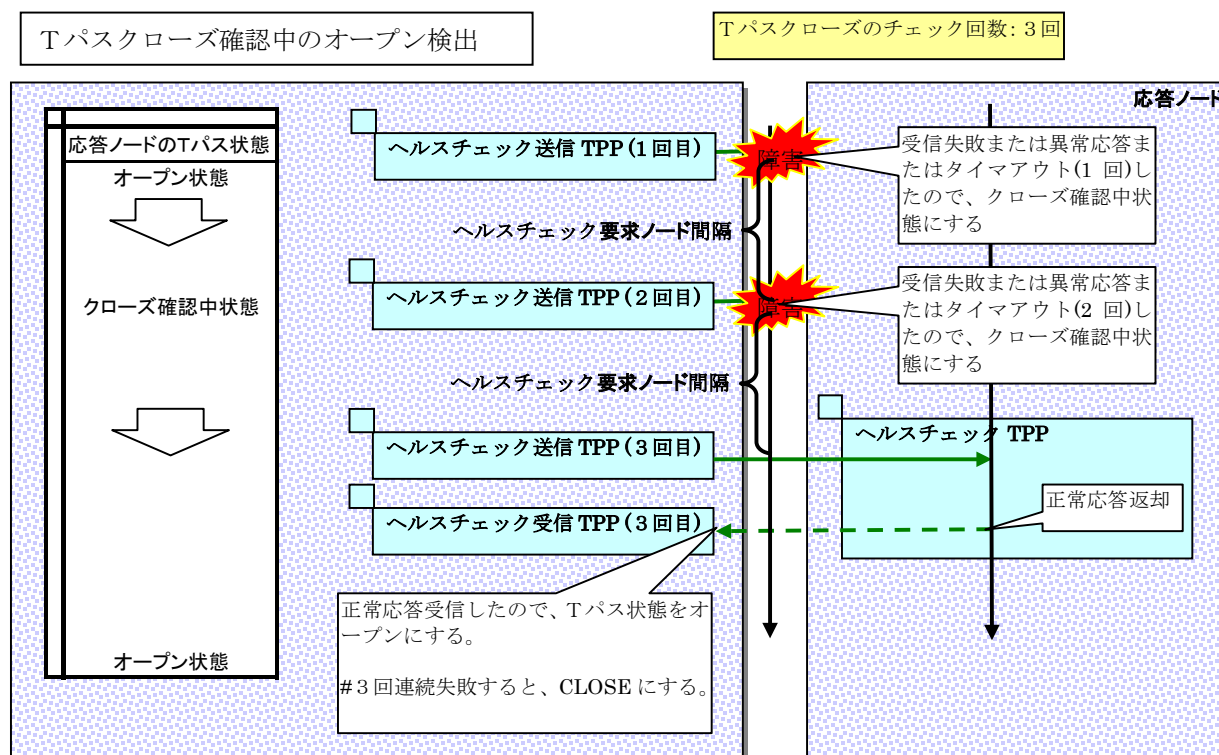 Tパスクローズ確認中のオープン検出
Tパスクローズのチェック回数: 3回
応答ノード
応答ノードのTパス状態
オープン状態
クローズ確認中状態
オープン状態
ヘルスチェック送信 TPP (1 回目)
障害
受信失敗または異常応答ま
たはタイマアウト(1 回)し
たので、クローズ確認中状
態にする
ヘルスチェック要求ノード間隔
ヘルスチェック送信 TPP (2 回目)
障害
受信失敗または異常応答ま
たはタイマアウト(2 回)し
たので、クローズ確認中状
態にする
ヘルスチェック要求ノード間隔
ヘルスチェック送信 TPP (3 回目)
ヘルスチェック TPP
正常応答返却
ヘルスチェック受信 TPP (3 回目)
正常応答受信したので、Tパス状態をオ
ープンにする。
#3回連続失敗すると、CLOSE にする。